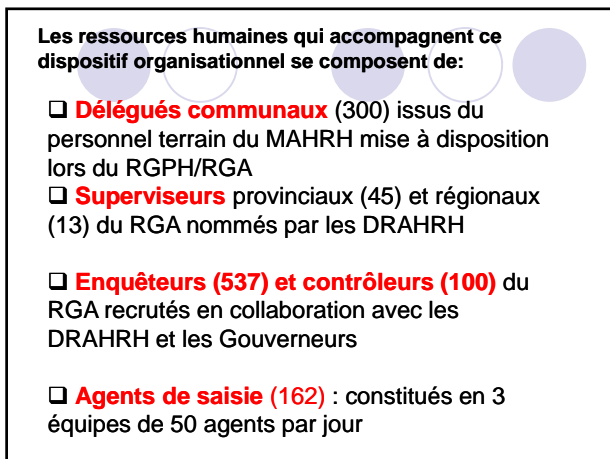 Les ressources humaines qui accompagnent ce
dispositif organisationnel se composent de:
❑ Délégués communaux (300) issus du
personnel terrain du MAHRH mise à disposition
lors du RGPH/RGA
❑ Superviseurs provinciaux (45) et régionaux
(13) du RGA nommés par les DRAHRH
❑ Enquêteurs (537) et contrôleurs (100) du
RGA recrutés en collaboration avec les
DRAHRH et les Gouverneurs
❑ Agents de saisie (162) : constitués en 3
équipes de 50 agents par jour